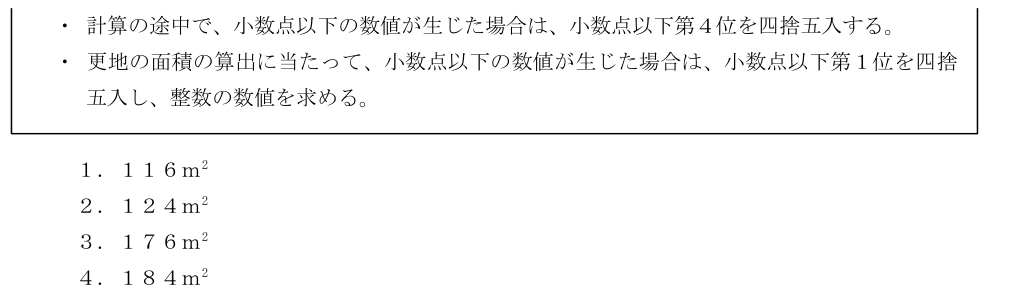 ・ 計算の途中で、小数点以下の数値が生じた場合は、小数点以下第４位を四捨五入する。
・ 更地の面積の算出に当たって、小数点以下の数値が生じた場合は、小数点以下第１位を四捨
五入し、整数の数値を求める。
１．１１６m²
２．１２４m²
３．１７６m²
４．１８４m²